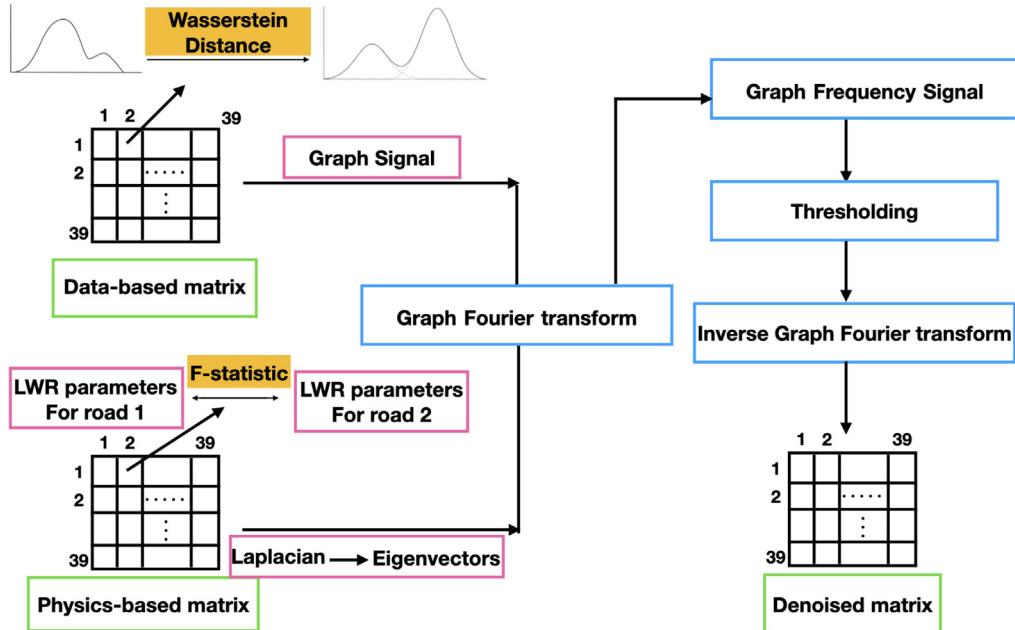 Wasserstein
Distance
1 2 39
1
2
.....
39
Data-based matrix
Graph Signal
Graph Fourier transform
LWR parameters
For road 1
F-statistic
LWR parameters
For road 2
1 2 39
1
2
.....
39
Physics-based matrix
Laplacian → Eigenvectors
Graph Frequency Signal
Thresholding
Inverse Graph Fourier transform
1 2 39
1
2
.....
39
Denoised matrix